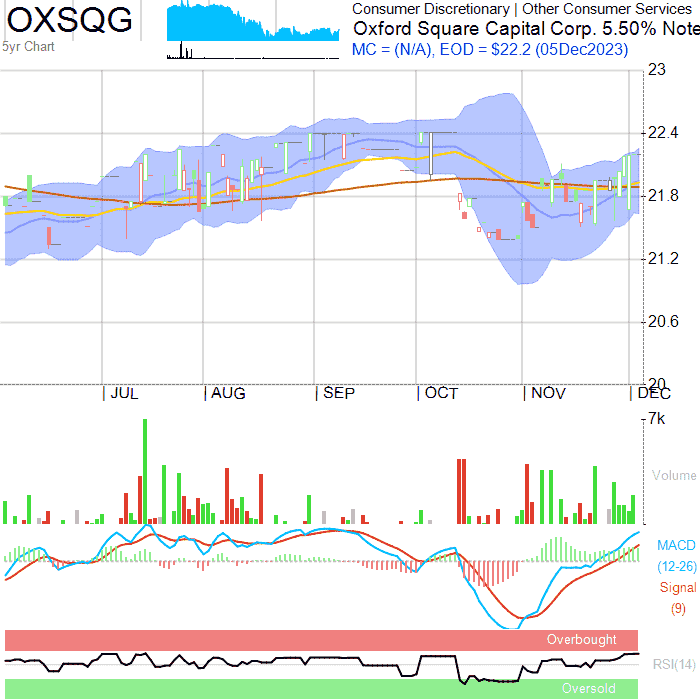 OXSQG
5yr Chart
Consumer Discretionary | Other Consumer Services
Oxford Square Capital Corp. 5.50% Note
MC = (N/A), EOD = $22.2 (05Dec2023)
23
22.4
21.8
21.2
20.6
20
| JUL | AUG | SEP | OCT | NOV | DEC
7k
Volume
MACD
(12-26)
Signal
(9)
Overbought
RSI(14)
Oversold